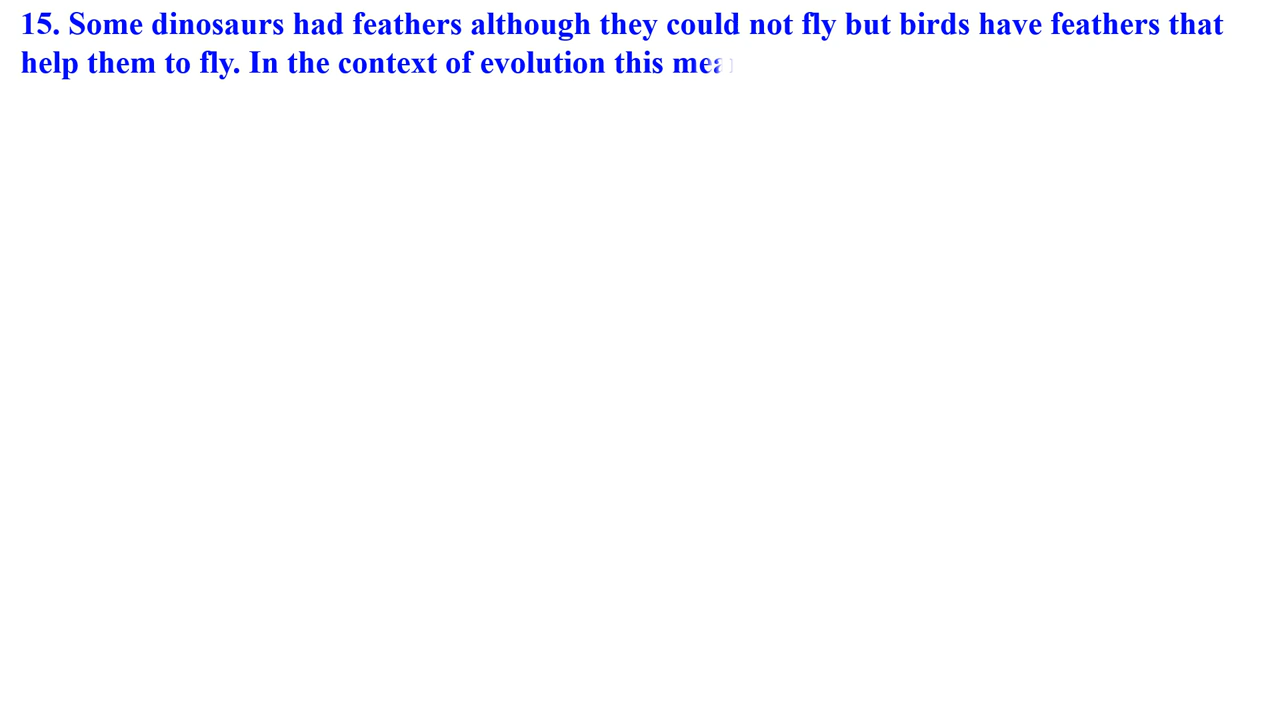 15. Some dinosaurs had feathers although they could not fly but birds have feathers that
help them to fly. In the context of evolution this